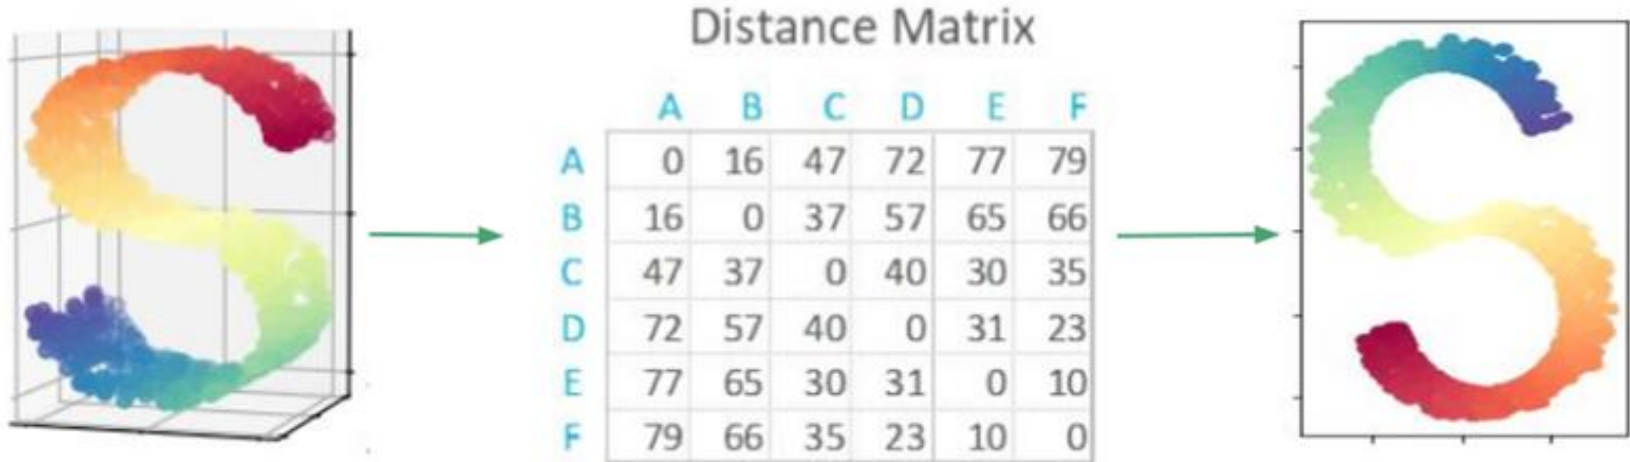 Distance Matrix
A B C D E F
A 0 16 47 72 77 79
B 16 0 37 57 65 66
C 47 37 0 40 30 35
D 72 57 40 0 31 23
E 77 65 30 31 0 10
F 79 66 35 23 10 0